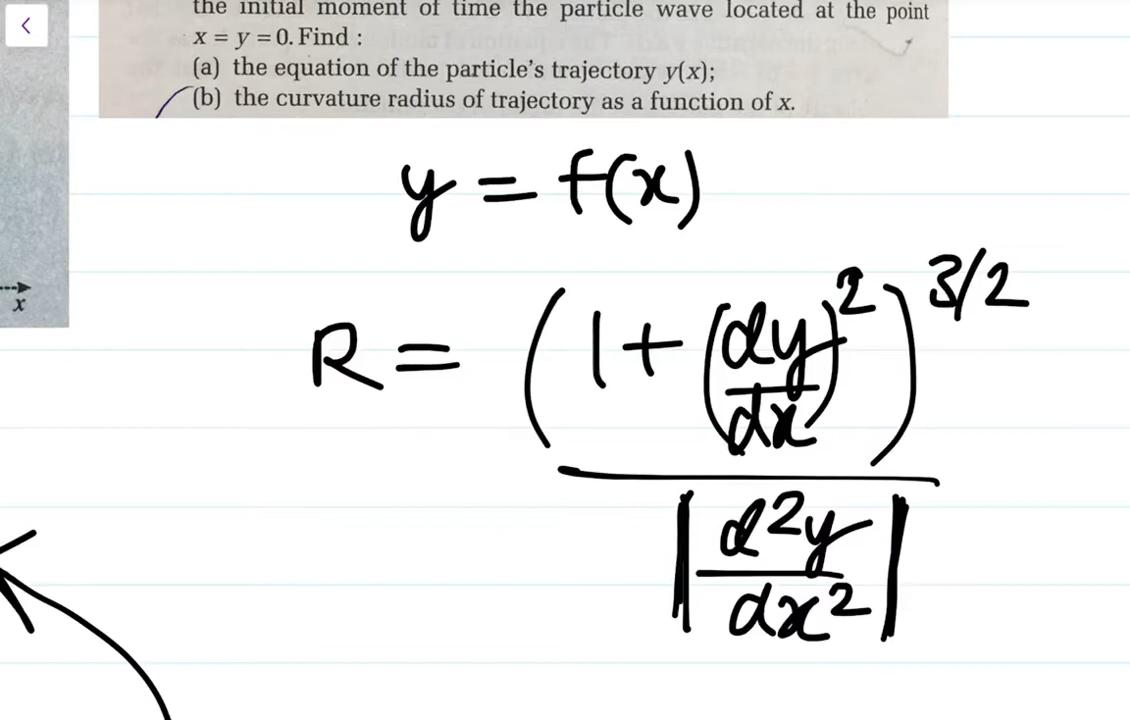 the initial moment of time the particle wave located at the point
x = y = 0. Find :
(a) the equation of the particle's trajectory y(x);
(b) the curvature radius of trajectory as a function of x.
y = f(x)
x
R = (1 + (dy/dx)²)^3/2
|d²y/dx²|